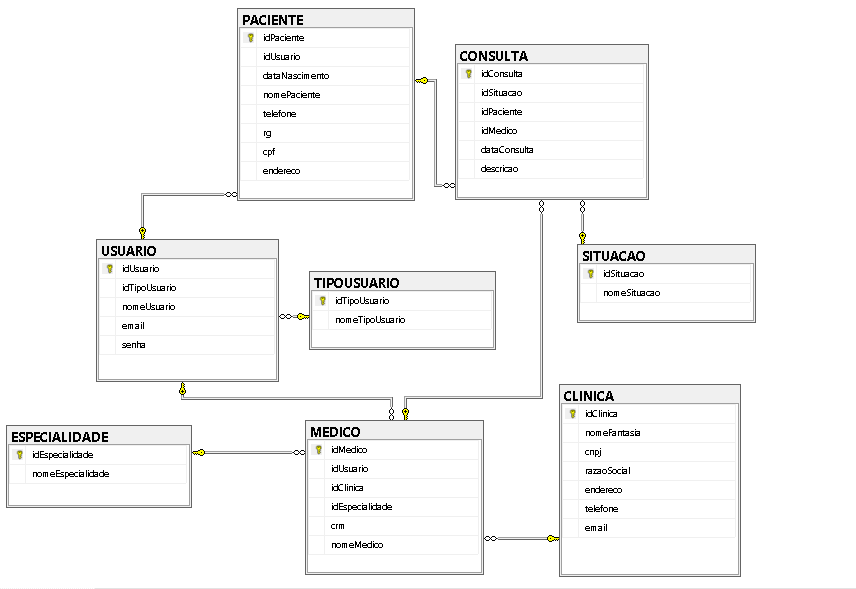 PACIENTE
idPaciente
idUsuario
dataNascimento
nomePaciente
telefone
rg
cpf
endereco
CONSULTA
idConsulta
idSituacao
idPaciente
idMedico
dataConsulta
descricao
USUARIO
idUsuario
idTipoUsuario
nomeUsuario
email
senha
TIPOUSUARIO
idTipoUsuario
nomeTipoUsuario
SITUACAO
idSituacao
nomeSituacao
ESPECIALIDADE
idEspecialidade
nomeEspecialidade
MEDICO
idMedico
idUsuario
idClinica
idEspecialidade
crm
nomeMedico
CLINICA
idClinica
nomeFantasia
cnpj
razaoSocial
endereco
telefone
email